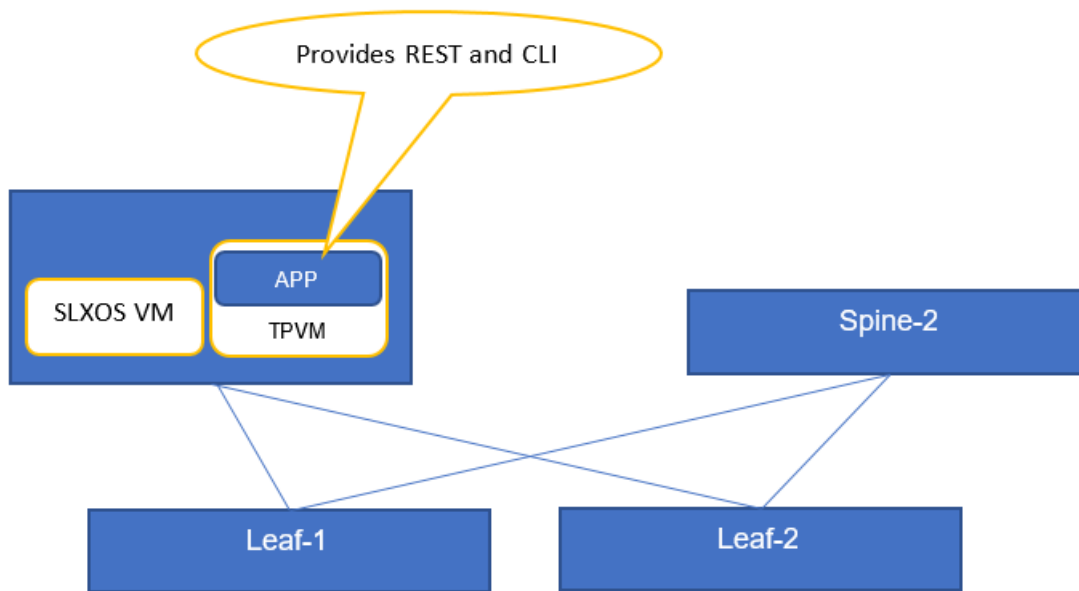 Provides REST and CLI
APP
SLXOS VM
TPVM
Spine-2
Leaf-1
Leaf-2